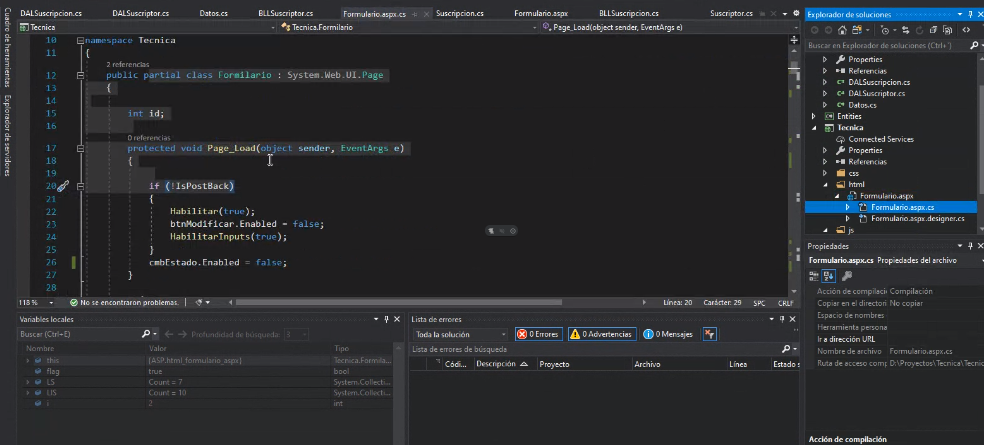 Cuadro de herramientas
Explorador de servidores
DALSuscripcion.cs
DALSuscriptor.cs
Datos.cs
BLLSuscriptor.cs
Formulario.aspx.cs
Suscripcion.cs
Formulario.aspx
Suscriptor.cs
Tecnica
Tecnica.Formilario
Page_Load(object sender, EventArgs e)
10 namespace Tecnica
11 {
2 referencias
12 public partial class Formilario : System.Web.UI.Page
13 {
14
15 int id;
16
0 referencias
17 protected void Page_Load(object sender, EventArgs e)
18 {
19
20 if (!IsPostBack)
21 {
22 Habilitar(true);
23 btnModificar.Enabled = false;
24 HabilitarInputs(true);
25 }
26 cmbEstado.Enabled = false;
27 }
28
118 %
No se encontraron problemas.
Línea: 20
Carácter: 29
SPC
CRLF
Variables locales
Buscar (Ctrl+E)
Profundidad de búsqueda: 3
Nombre Valor Tipo
this {ASP.html_formulario_aspx} Tecnica.Formila...
flag true bool
LS Count = 7 System.Collecti...
LIS Count = 10 System.Collecti...
i 2 int
Lista de errores
Toda la solución
0 Errores
0 Advertencias
0 Mensajes
Lista de errores de búsqueda
Códi... Descripción Proyecto Archivo Línea Estado s
Explorador de soluciones
Buscar en Explorador de soluciones (Ctrl+
Properties
Referencias
DALSuscripcion.cs
DALSuscriptor.cs
Datos.cs
Entities
Tecnica
Connected Services
Properties
Referencias
css
html
Formulario.aspx
Formulario.aspx.cs
Formulario.aspx.designer.cs
js
Propiedades
Formulario.aspx.cs Propiedades del archivo
Acción de compilación Compilación
Copiar en el director No copiar
Espacio de nombres
Herramienta persona
Ir a dirección URL
Nombre de archivo Formulario.aspx.cs
Ruta de acceso comp D:\Proyectos\Tecnica\Tecnica\
Acción de compilación